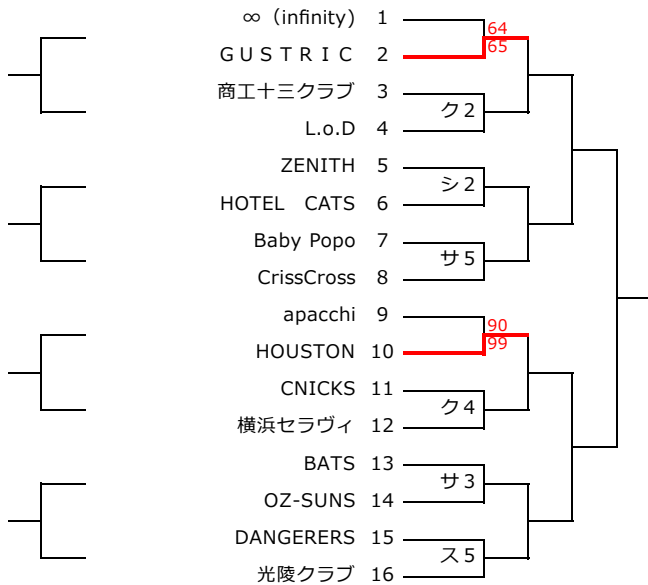 ∞（infinity) 1
64
ＧＵＳＴＲＩＣ 2
65
商工十三クラブ 3
ク２
L.o.D 4
ZENITH 5
シ２
HOTEL　CATS 6
Baby Popo 7
サ５
CrissCross 8
apacchi 9
90
HOUSTON 10
99
CNICKS 11
ク４
横浜セラヴィ 12
BATS 13
サ３
OZ-SUNS 14
DANGERERS 15
ス５
光陵クラブ 16